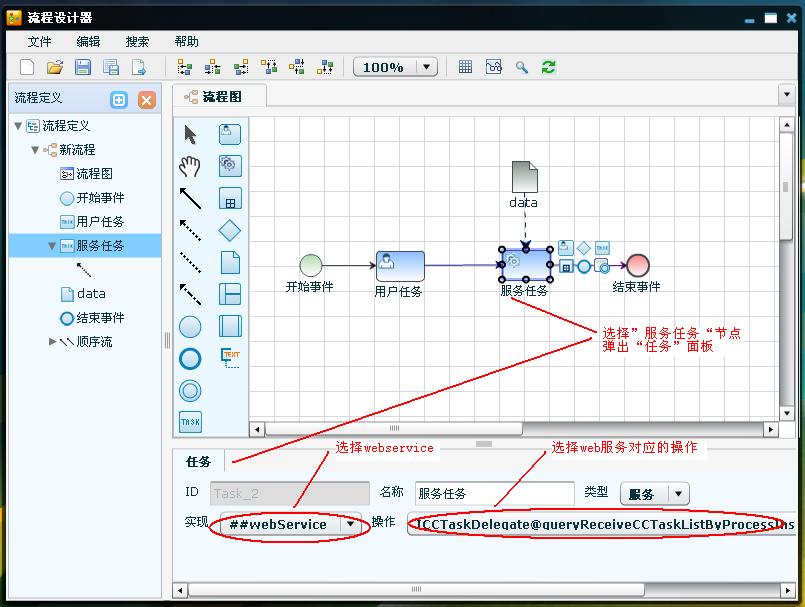 流程设计器
文件 编辑 搜索 帮助
100%
流程定义
流程图
流程定义
新流程
流程图
开始事件
用户任务
服务任务
data
结束事件
顺序流
TASK
TEXT
data
开始事件
用户任务
服务任务
结束事件
选择”服务任务“节点
弹出“任务”面板
任务
选择webservice
选择web服务对应的操作
ID Task_2 名称 服务任务 类型 服务
实现 ##webService 操作 ICCTaskDelegate@queryReceiveCCTaskListByProcessIns